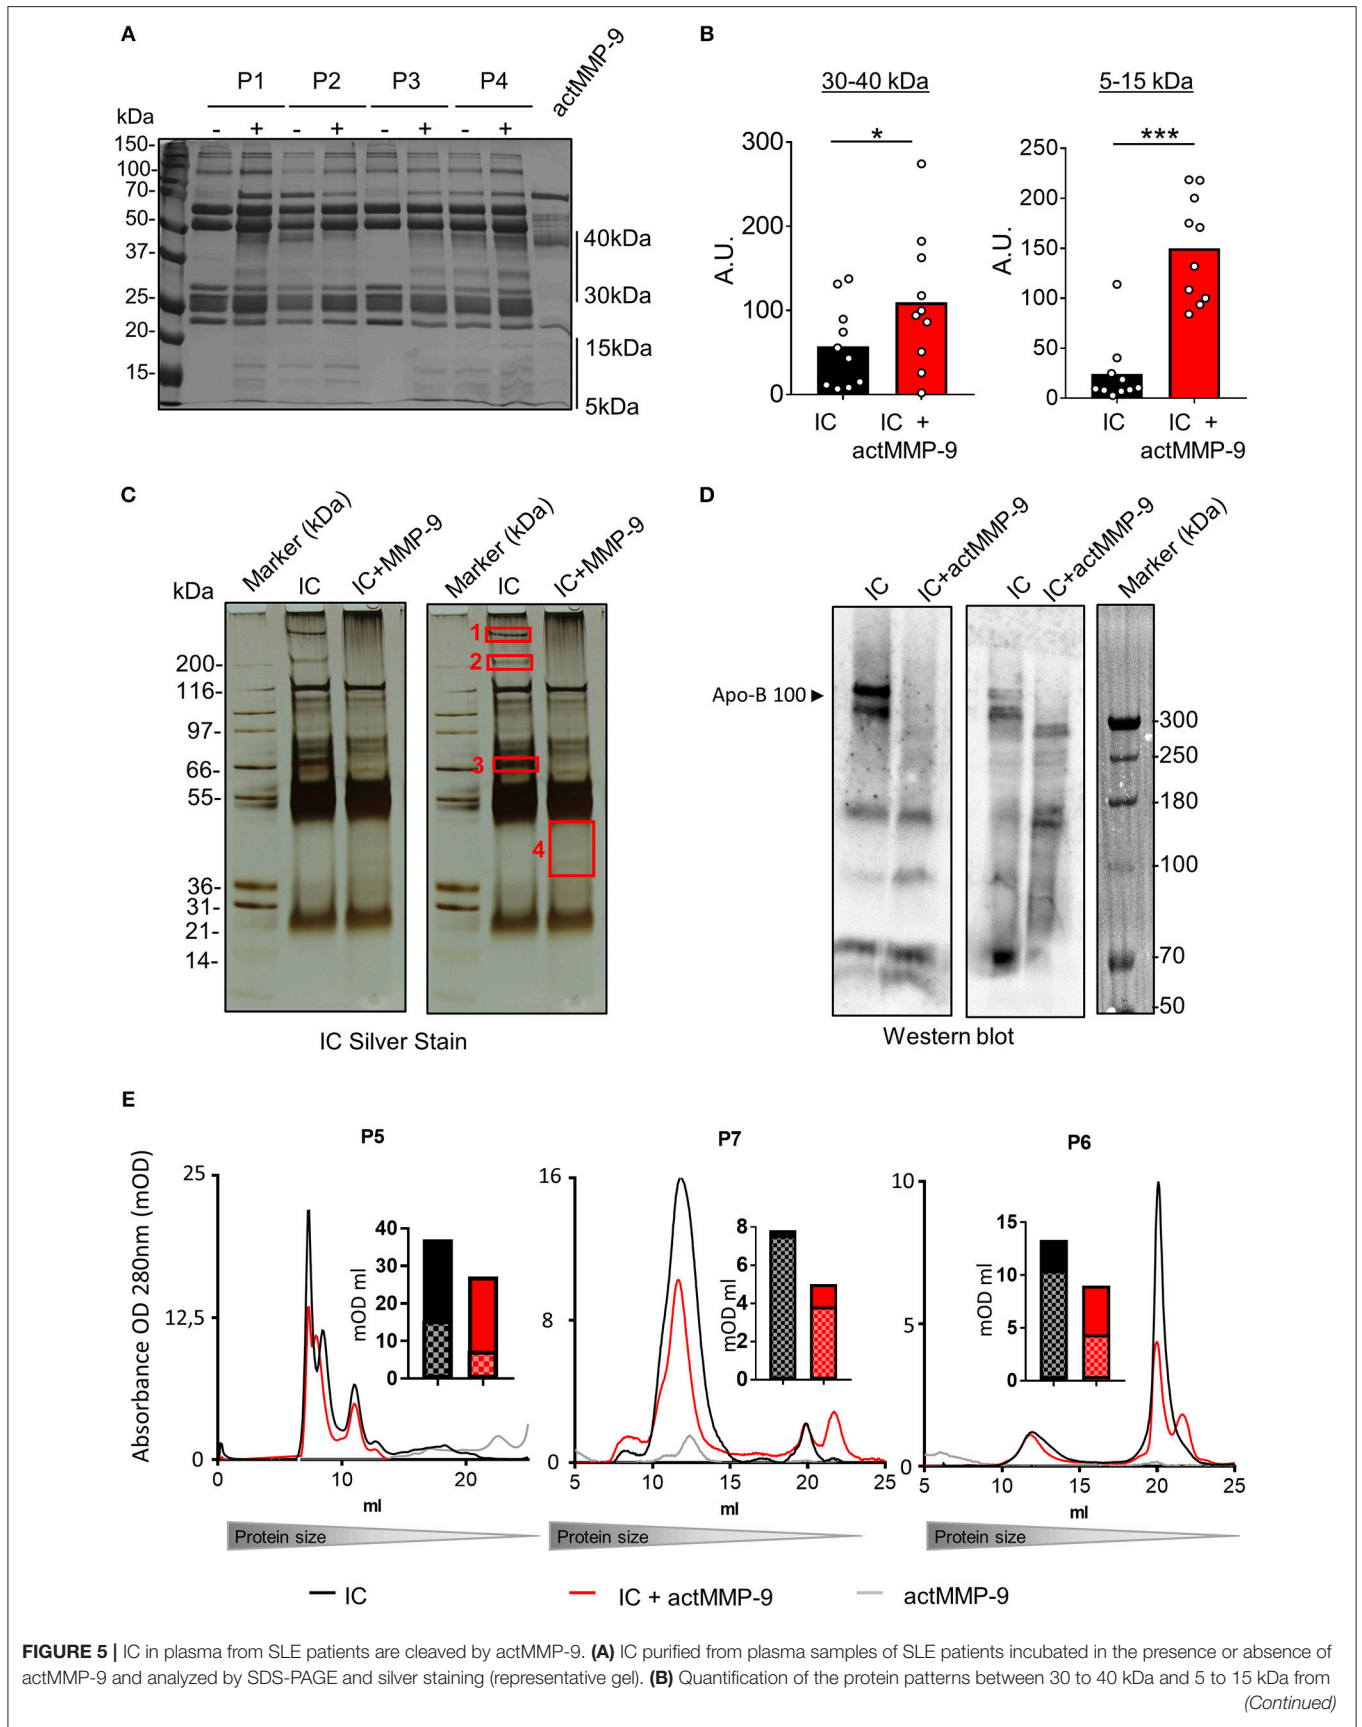 A
P1 P2 P3 P4 actMMP-9
kDa - + - + - + - +
150-
100-
70-
50-
37-
25-
20-
15-
40kDa
30kDa
15kDa
5kDa
B
30-40 kDa
*
A.U.
300
200
100
0
IC IC +
actMMP-9
5-15 kDa
***
A.U.
250
200
150
100
50
0
IC IC +
actMMP-9
C
kDa
Marker (kDa) IC IC+MMP-9
Marker (kDa) IC IC+MMP-9
200-
116-
97-
66-
55-
36-
31-
21-
14-
1
2
3
4
IC Silver Stain
D
IC IC+actMMP-9 IC IC+actMMP-9 Marker (kDa)
Apo-B 100
-300
-250
-180
-100
-70
-50
Western blot
E
Absorbance OD 280nm (mOD)
P5
25
12,5
0
0 10 20
ml
mOD ml
40
30
20
10
0
Protein size
P7
16
8
0
5 10 15 20 25
ml
mOD ml
8
6
4
2
0
Protein size
P6
10
5
0
5 10 15 20 25
ml
mOD ml
15
10
5
0
Protein size
IC IC + actMMP-9 actMMP-9
FIGURE 5 | IC in plasma from SLE patients are cleaved by actMMP-9. (A) IC purified from plasma samples of SLE patients incubated in the presence or absence of
actMMP-9 and analyzed by SDS-PAGE and silver staining (representative gel). (B) Quantification of the protein patterns between 30 to 40 kDa and 5 to 15 kDa from
(Continued)